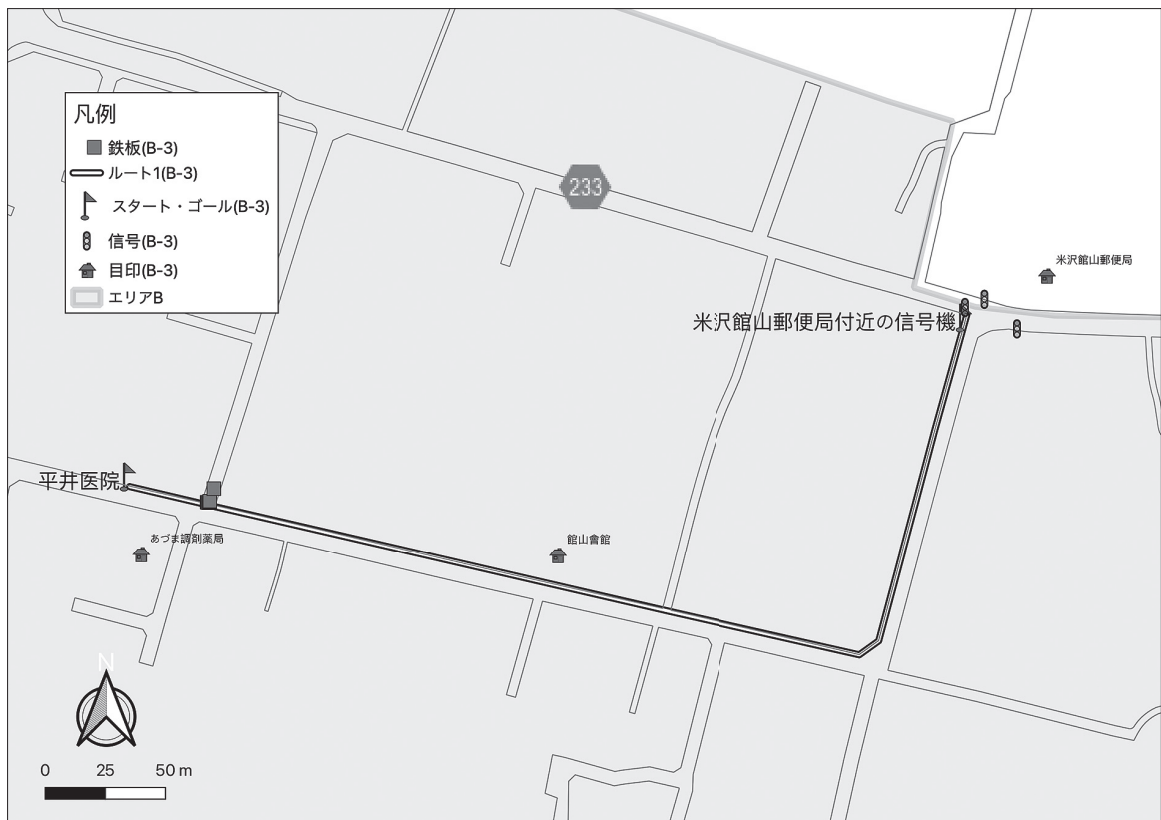 凡例
鉄板(B-3)
ルート1(B-3)
スタート・ゴール(B-3)
信号(B-3)
目印(B-3)
エリアB
233
米沢館山郵便局
米沢館山郵便局付近の信号機
平井医院
あづま調剤薬局
館山會館
N
0 25 50 m